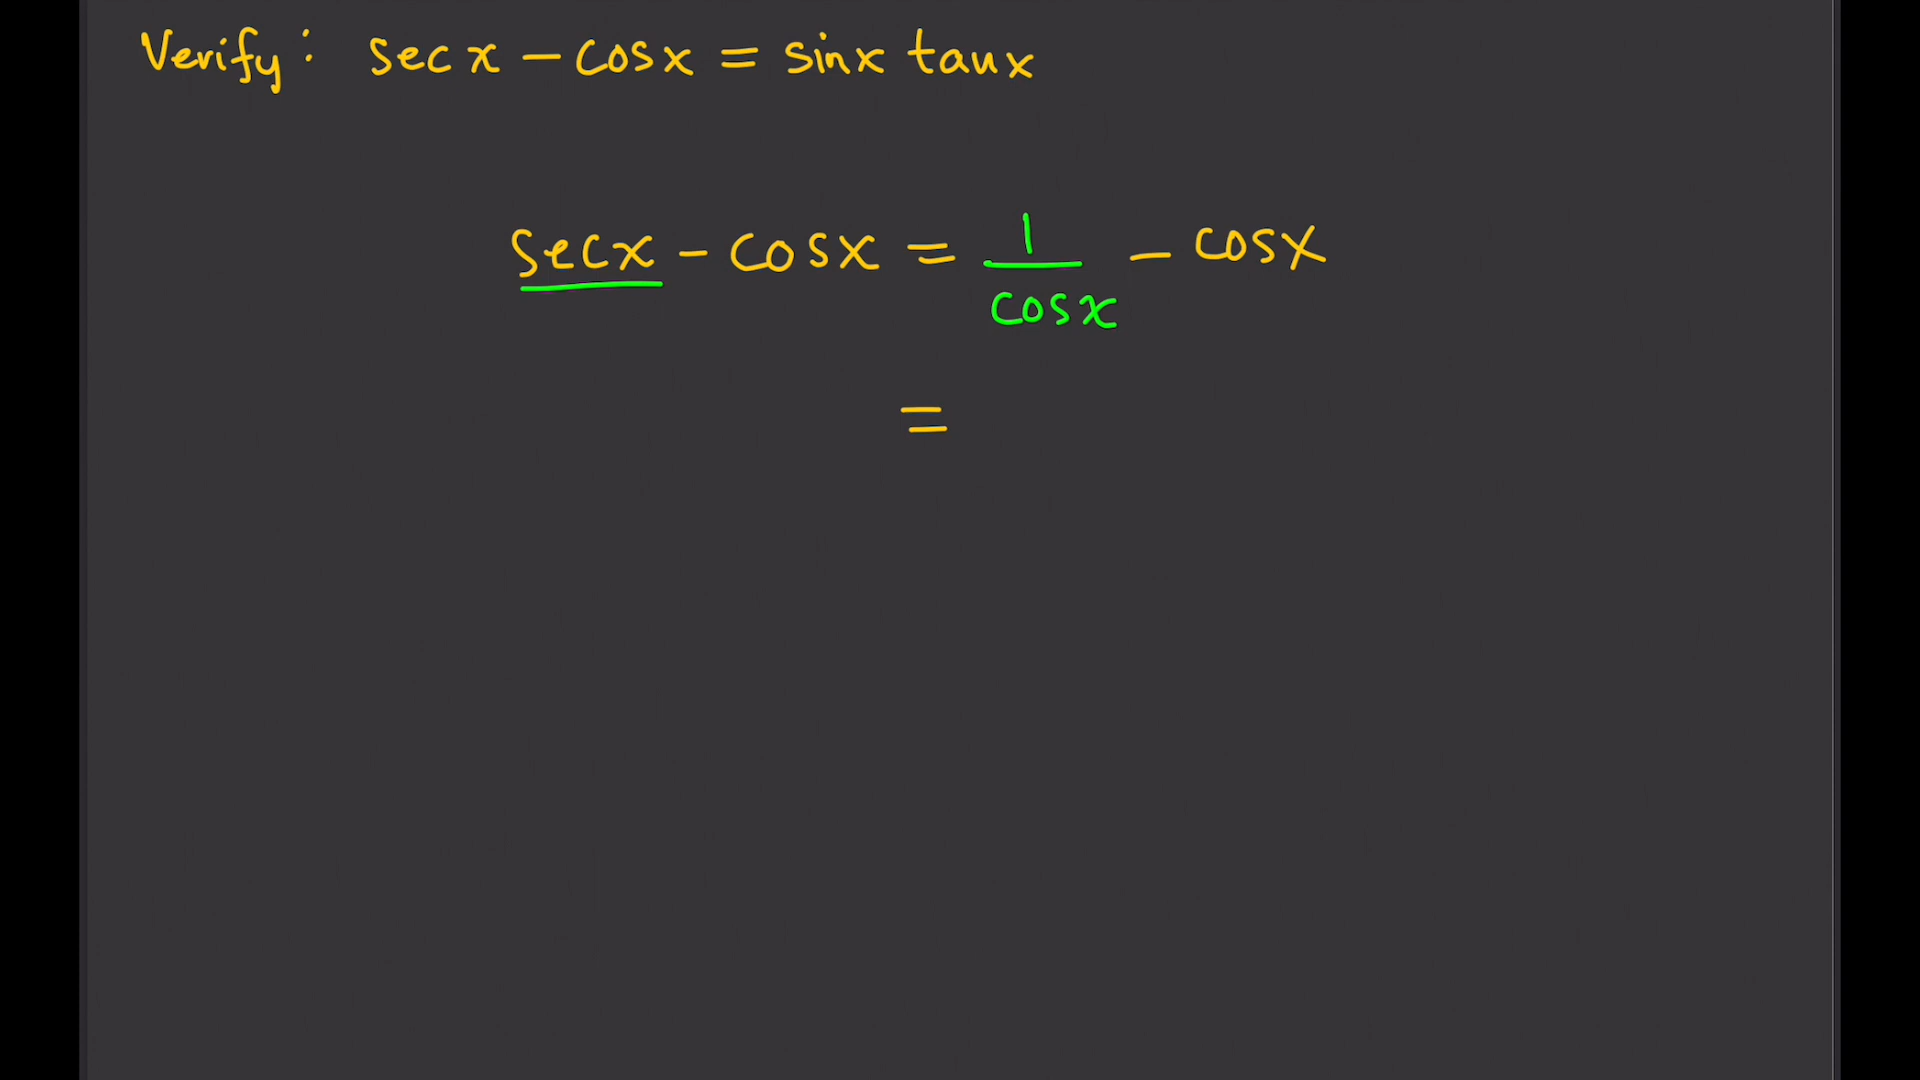 Verify: sec x - cos x = sin x tan x
sec x - cos x = 1/cos x - cos x
=